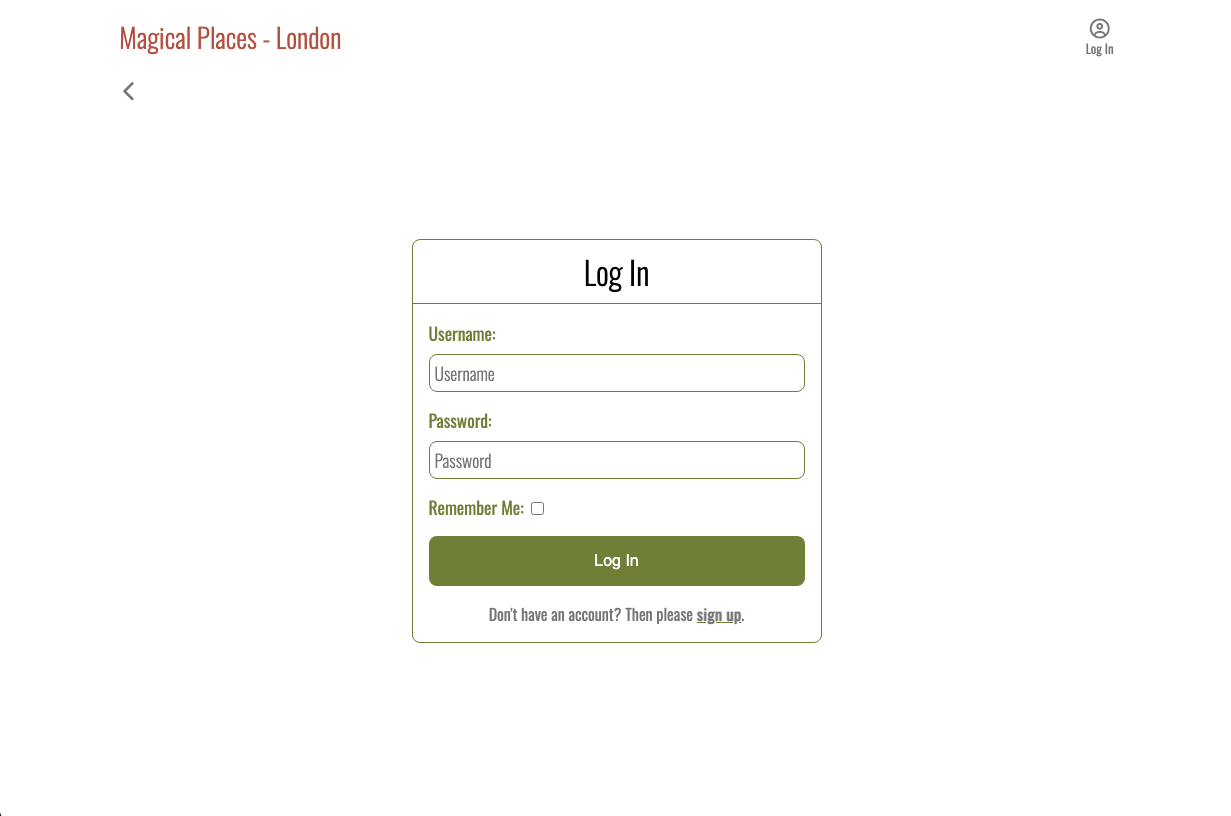 Magical Places - London
Log In
Log In
Username:
Username
Password:
Password
Remember Me:
Log In
Don't have an account? Then please sign up.